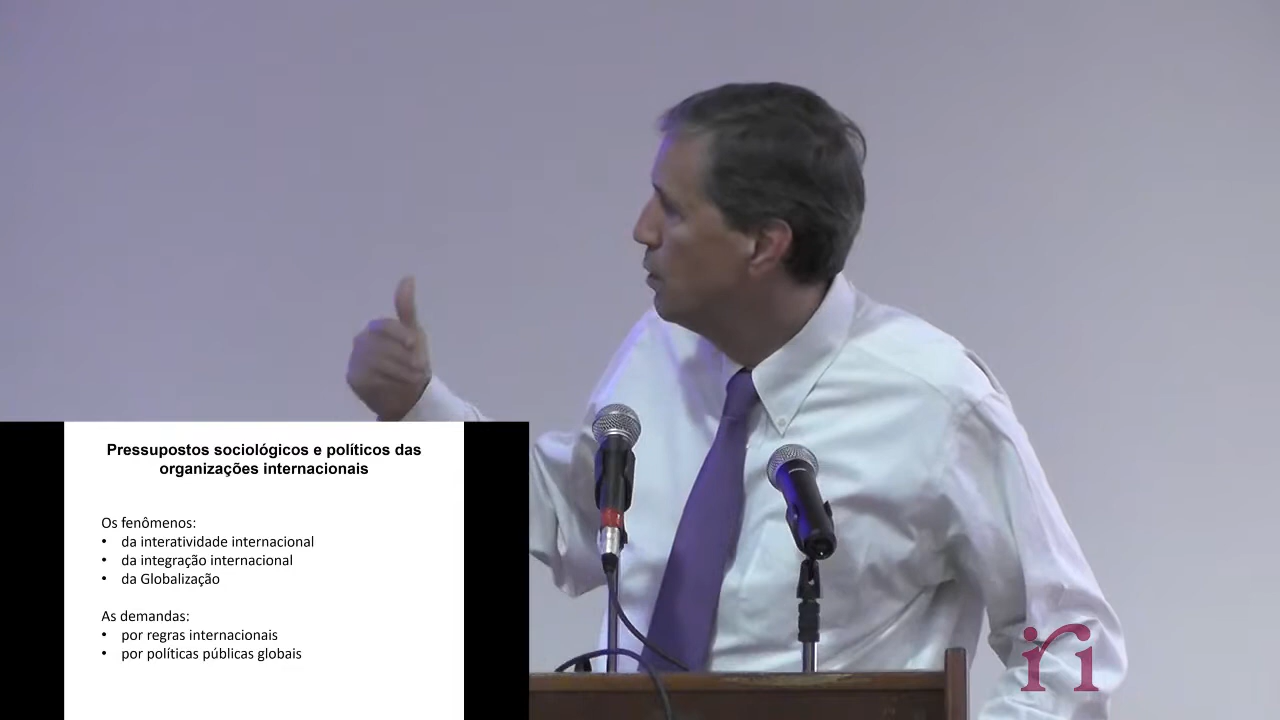 Pressupostos sociológicos e políticos das
organizações internacionais
Os fenômenos:
• da interatividade internacional
• da integração internacional
• da Globalização
As demandas:
• por regras internacionais
• por políticas públicas globais
ri